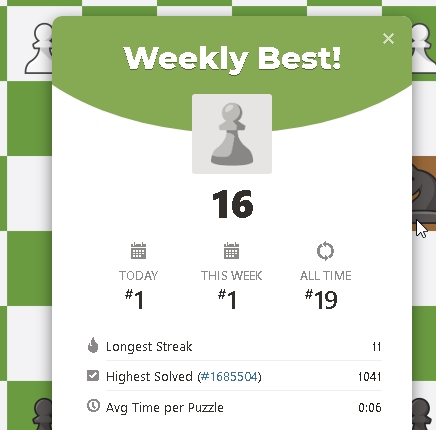 Weekly Best!
16
TODAY THIS WEEK ALL TIME
#1 #1 #19
Longest Streak 11
Highest Solved (#1685504) 1041
Avg Time per Puzzle 0:06